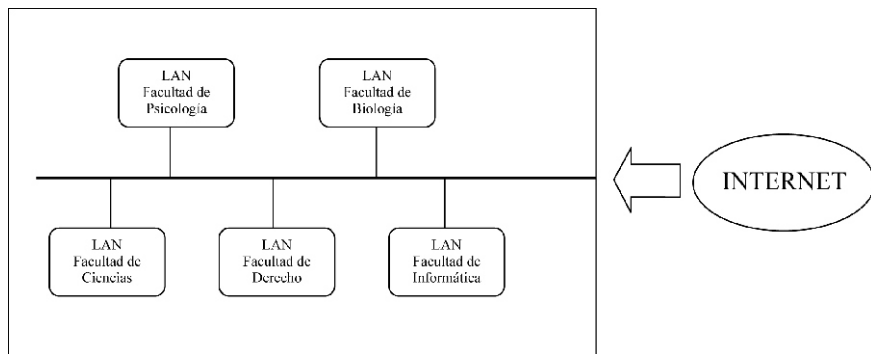 LAN
Facultad de
Psicología
LAN
Facultad de
Biología
INTERNET
LAN
Facultad de
Ciencias
LAN
Facultad de
Derecho
LAN
Facultad de
Informática